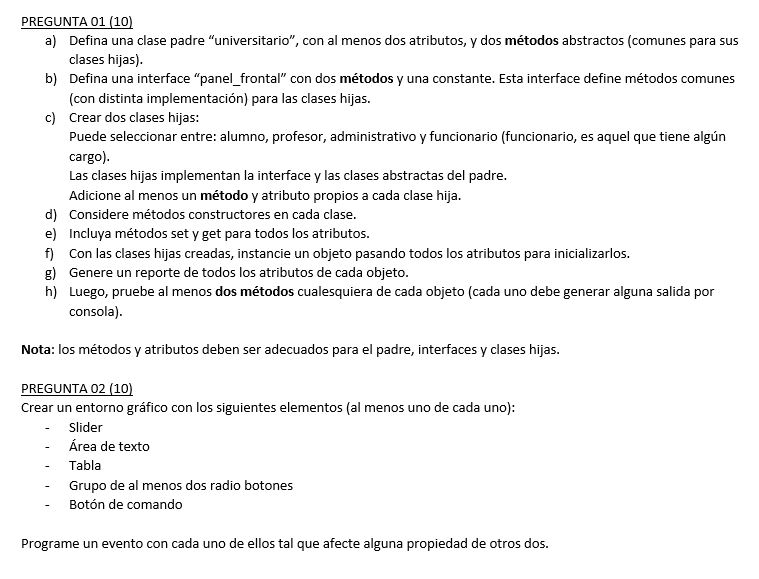 PREGUNTA 01 (10)
a) Defina una clase padre “universitario”, con al menos dos atributos, y dos métodos abstractos (comunes para sus
clases hijas).
b) Defina una interface “panel_frontal” con dos métodos y una constante. Esta interface define métodos comunes
(con distinta implementación) para las clases hijas.
c) Crear dos clases hijas:
Puede seleccionar entre: alumno, profesor, administrativo y funcionario (funcionario, es aquel que tiene algún
cargo).
Las clases hijas implementan la interface y las clases abstractas del padre.
Adicione al menos un método y atributo propios a cada clase hija.
d) Considere métodos constructores en cada clase.
e) Incluya métodos set y get para todos los atributos.
f) Con las clases hijas creadas, instancie un objeto pasando todos los atributos para inicializarlos.
g) Genere un reporte de todos los atributos de cada objeto.
h) Luego, pruebe al menos dos métodos cualesquiera de cada objeto (cada uno debe generar alguna salida por
consola).
Nota: los métodos y atributos deben ser adecuados para el padre, interfaces y clases hijas.
PREGUNTA 02 (10)
Crear un entorno gráfico con los siguientes elementos (al menos uno de cada uno):
- Slider
- Área de texto
- Tabla
- Grupo de al menos dos radio botones
- Botón de comando
Programe un evento con cada uno de ellos tal que afecte alguna propiedad de otros dos.